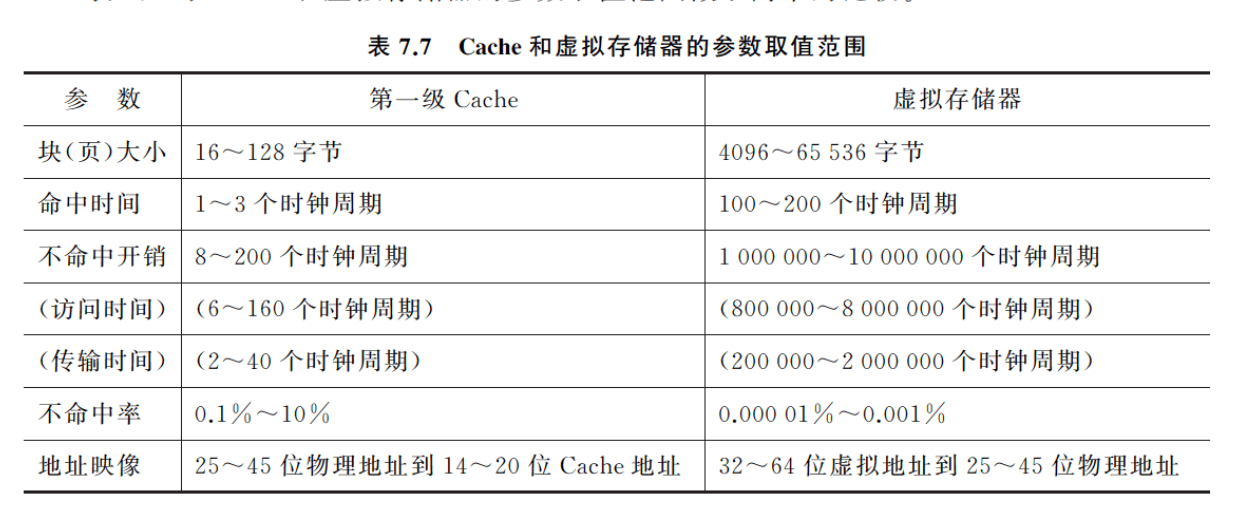 表 7.7 Cache 和虚拟存储器的参数取值范围
参 数 第一级 Cache 虚拟存储器
块(页)大小 16～128 字节 4096～65 536 字节
命中时间 1～3 个时钟周期 100～200 个时钟周期
不命中开销 8～200 个时钟周期 1 000 000～10 000 000 个时钟周期
(访问时间) (6～160 个时钟周期) (800 000～8 000 000 个时钟周期)
(传输时间) (2～40 个时钟周期) (200 000～2 000 000 个时钟周期)
不命中率 0.1%～10% 0.000 01%～0.001%
地址映像 25～45 位物理地址到 14～20 位 Cache 地址 32～64 位虚拟地址到 25～45 位物理地址